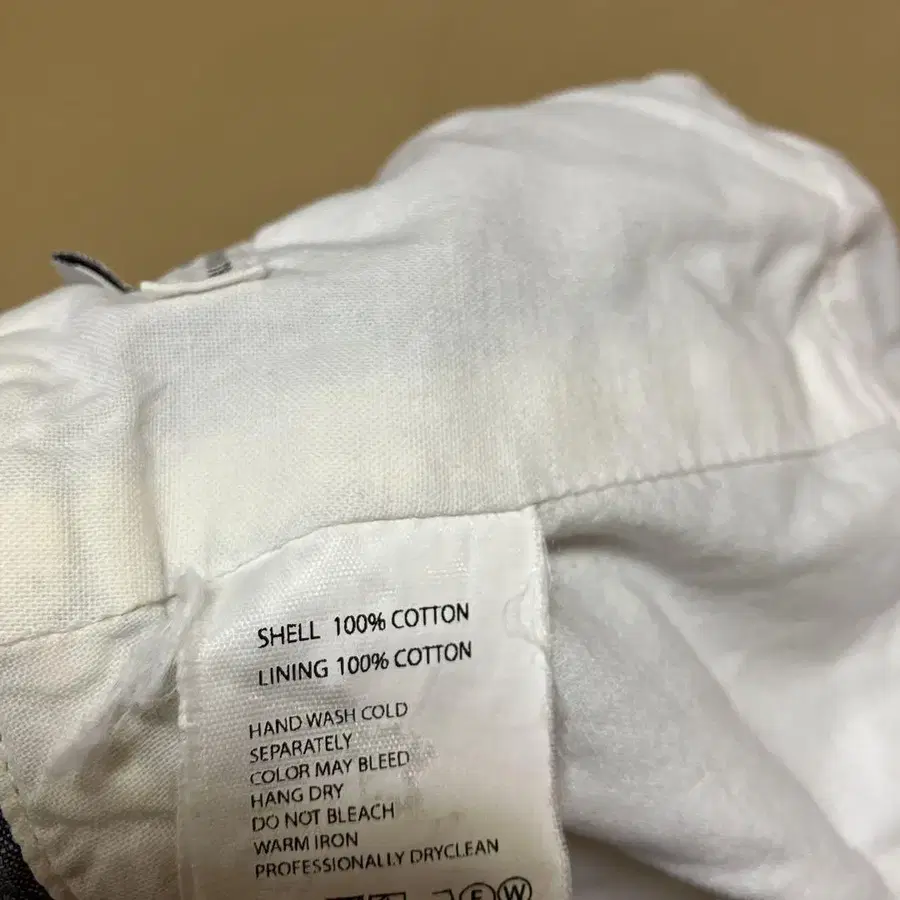 SHELL 100% COTTON
LINING 100% COTTON
HAND WASH COLD
SEPARATELY
COLOR MAY BLEED
HANG DRY
DO NOT BLEACH
WARM IRON
PROFESSIONALLY DRYCLEAN
F W